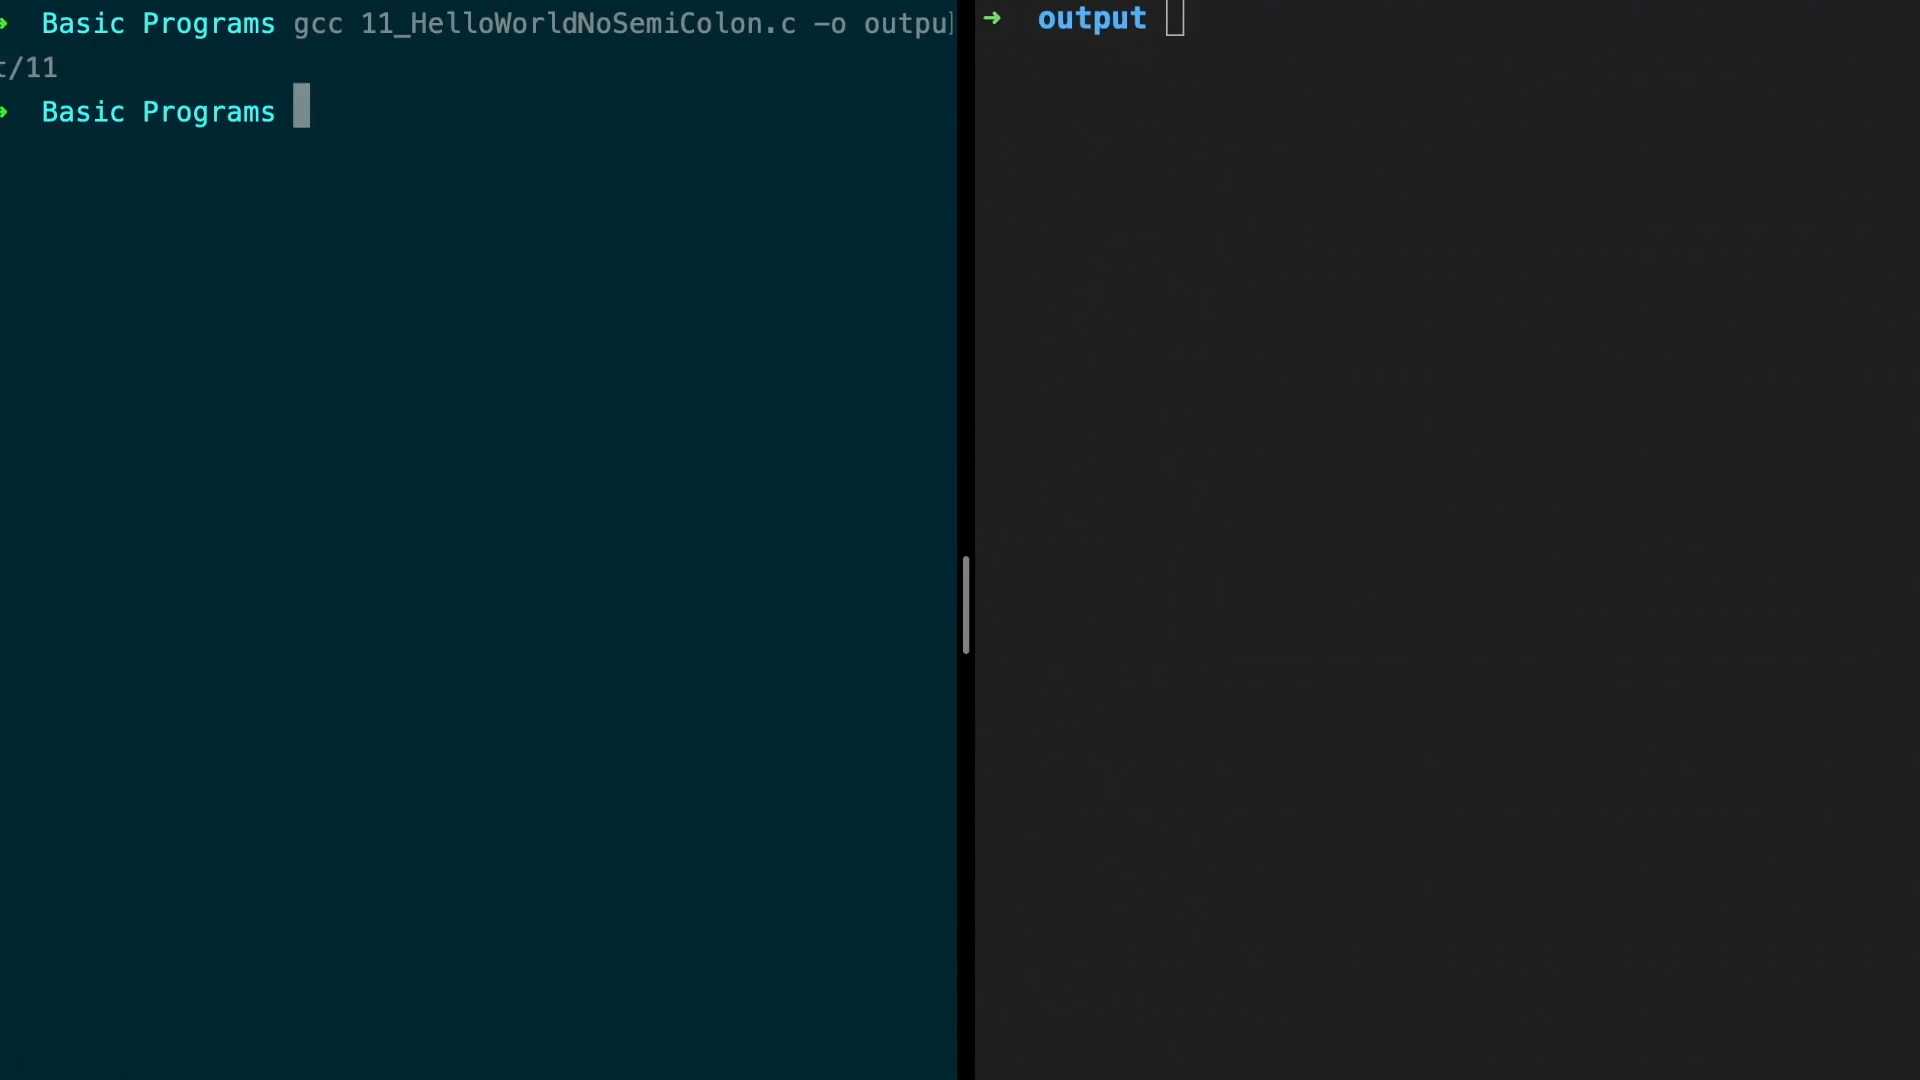 ➜ Basic Programs gcc 11_HelloWorldNoSemiColon.c -o outpu
t/11
➜ Basic Programs
➜ output